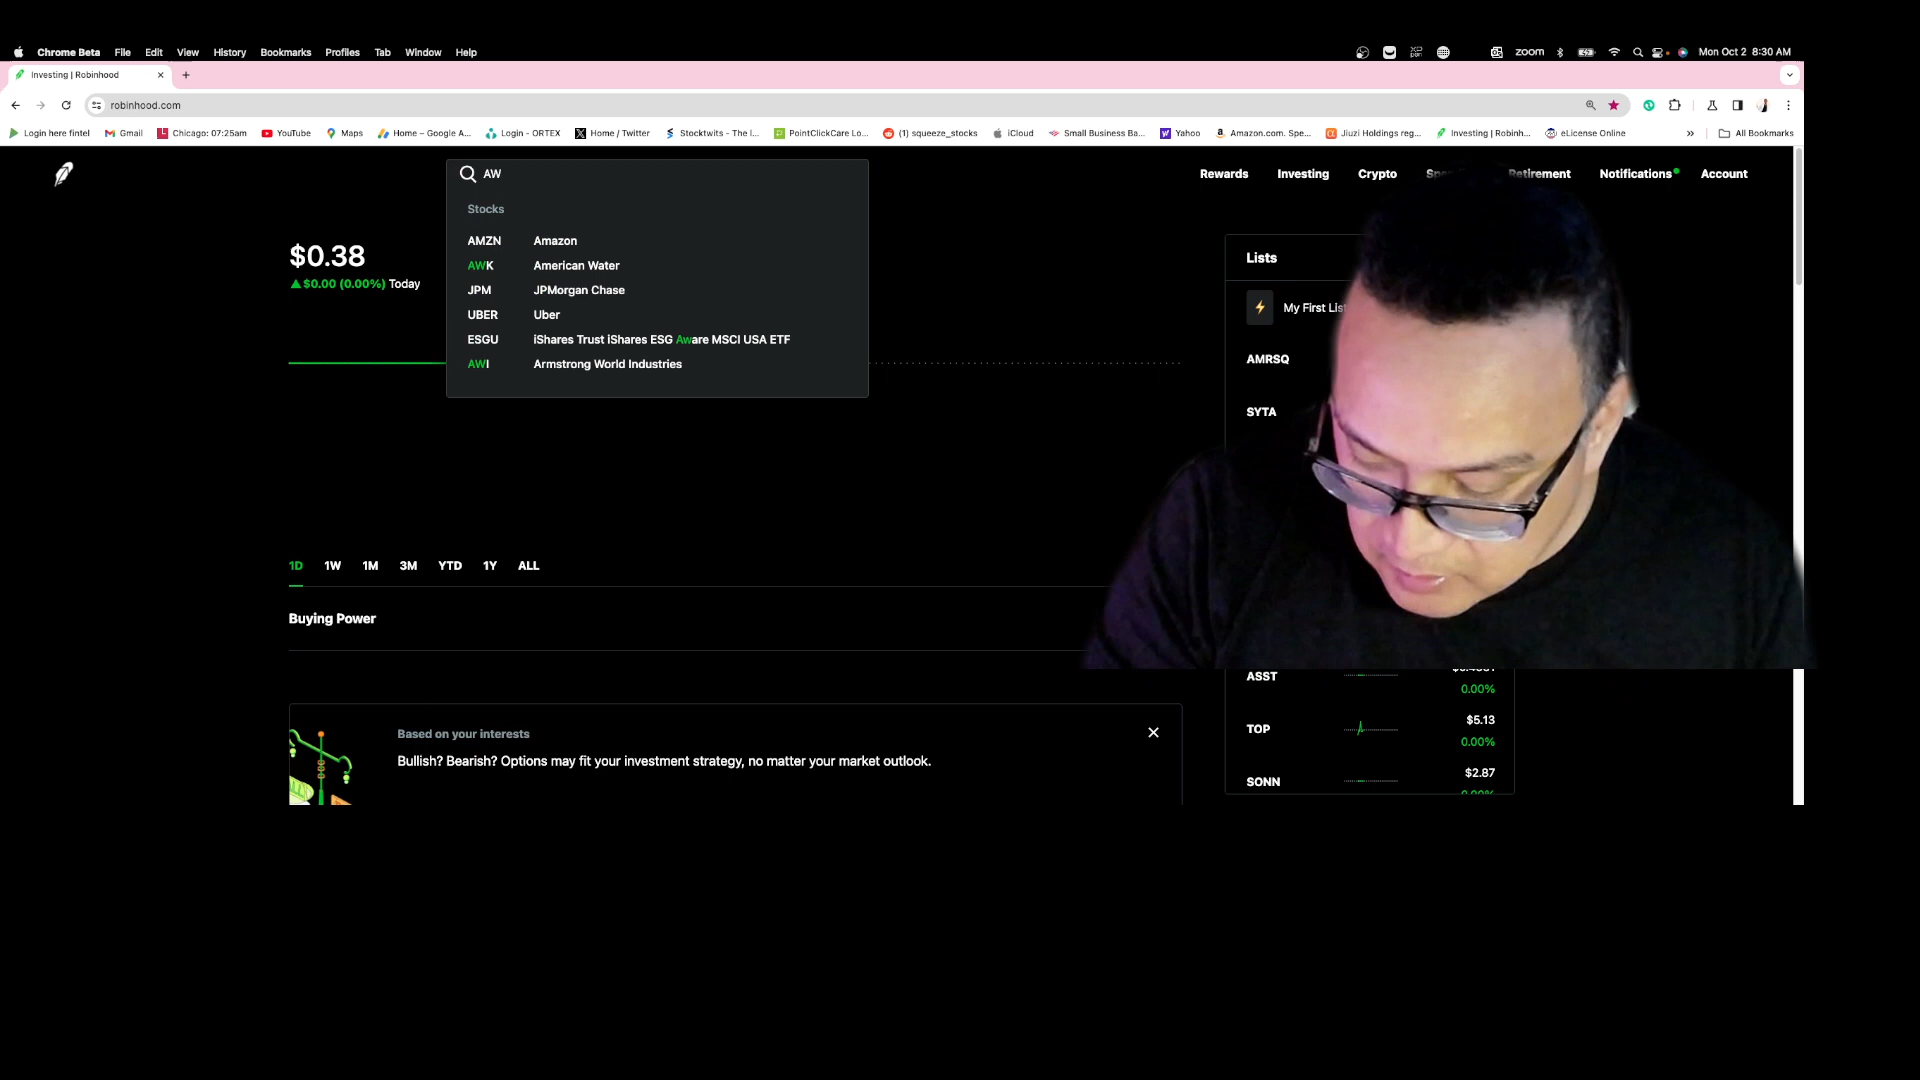 Chrome Beta File Edit View History Bookmarks Profiles Tab Window Help zoom Mon Oct 2 8:30 AM
Investing | Robinhood
robinhood.com
Login here fintel Gmail Chicago: 07:25am YouTube Maps Home – Google A... Login - ORTEX Home / Twitter Stocktwits - The l... PointClickCare Lo... (1) squeeze_stocks iCloud Small Business Ba... Yahoo Amazon.com. Spe... Jiuzi Holdings reg... Investing | Robinh... eLicense Online » All Bookmarks
AW
Rewards Investing Crypto Retirement Notifications Account
Stocks
AMZN Amazon
AWK American Water
JPM JPMorgan Chase
UBER Uber
ESGU iShares Trust iShares ESG Aware MSCI USA ETF
AWI Armstrong World Industries
$0.38
$0.00 (0.00%) Today
Lists
My First List
AMRSQ
SYTA
1D 1W 1M 3M YTD 1Y ALL
Buying Power
Based on your interests
Bullish? Bearish? Options may fit your investment strategy, no matter your market outlook.
ASST
0.00%
TOP $5.13
0.00%
SONN $2.87